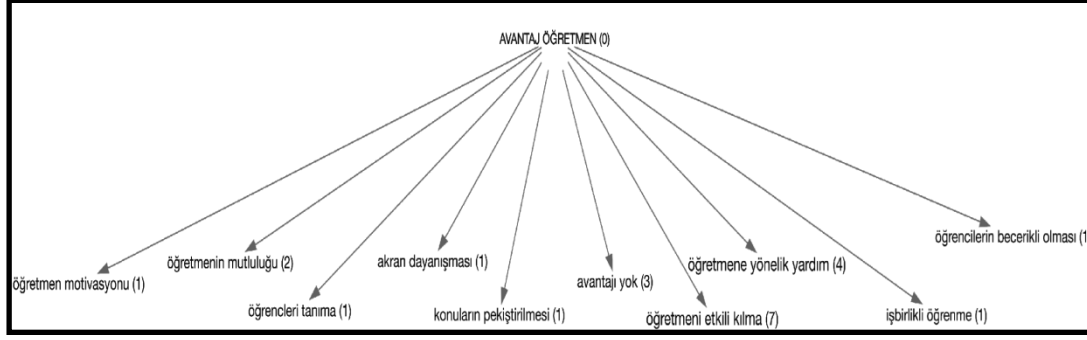 AVANTAJ ÖĞRETMEN (0)
öğrencilerin becerikli olması (1
öğretmenin mutluluğu (2)
akran dayanışması (1)
öğretmene yönelik yardım (4)
öğretmen motivasyonu (1)
avantajı yok (3)
öğrencleri tanıma (1)
konuların pekiştirilmesi (1)
öğretmeni etkili kılma (7)
işbirlikli öğrenme (1)